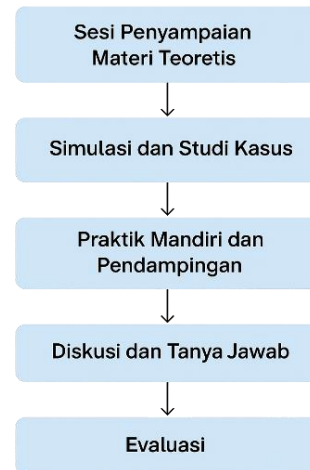 Sesi Penyampaian
Materi Teoretis
Simulasi dan Studi Kasus
Praktik Mandiri dan
Pendampingan
Diskusi dan Tanya Jawab
Evaluasi